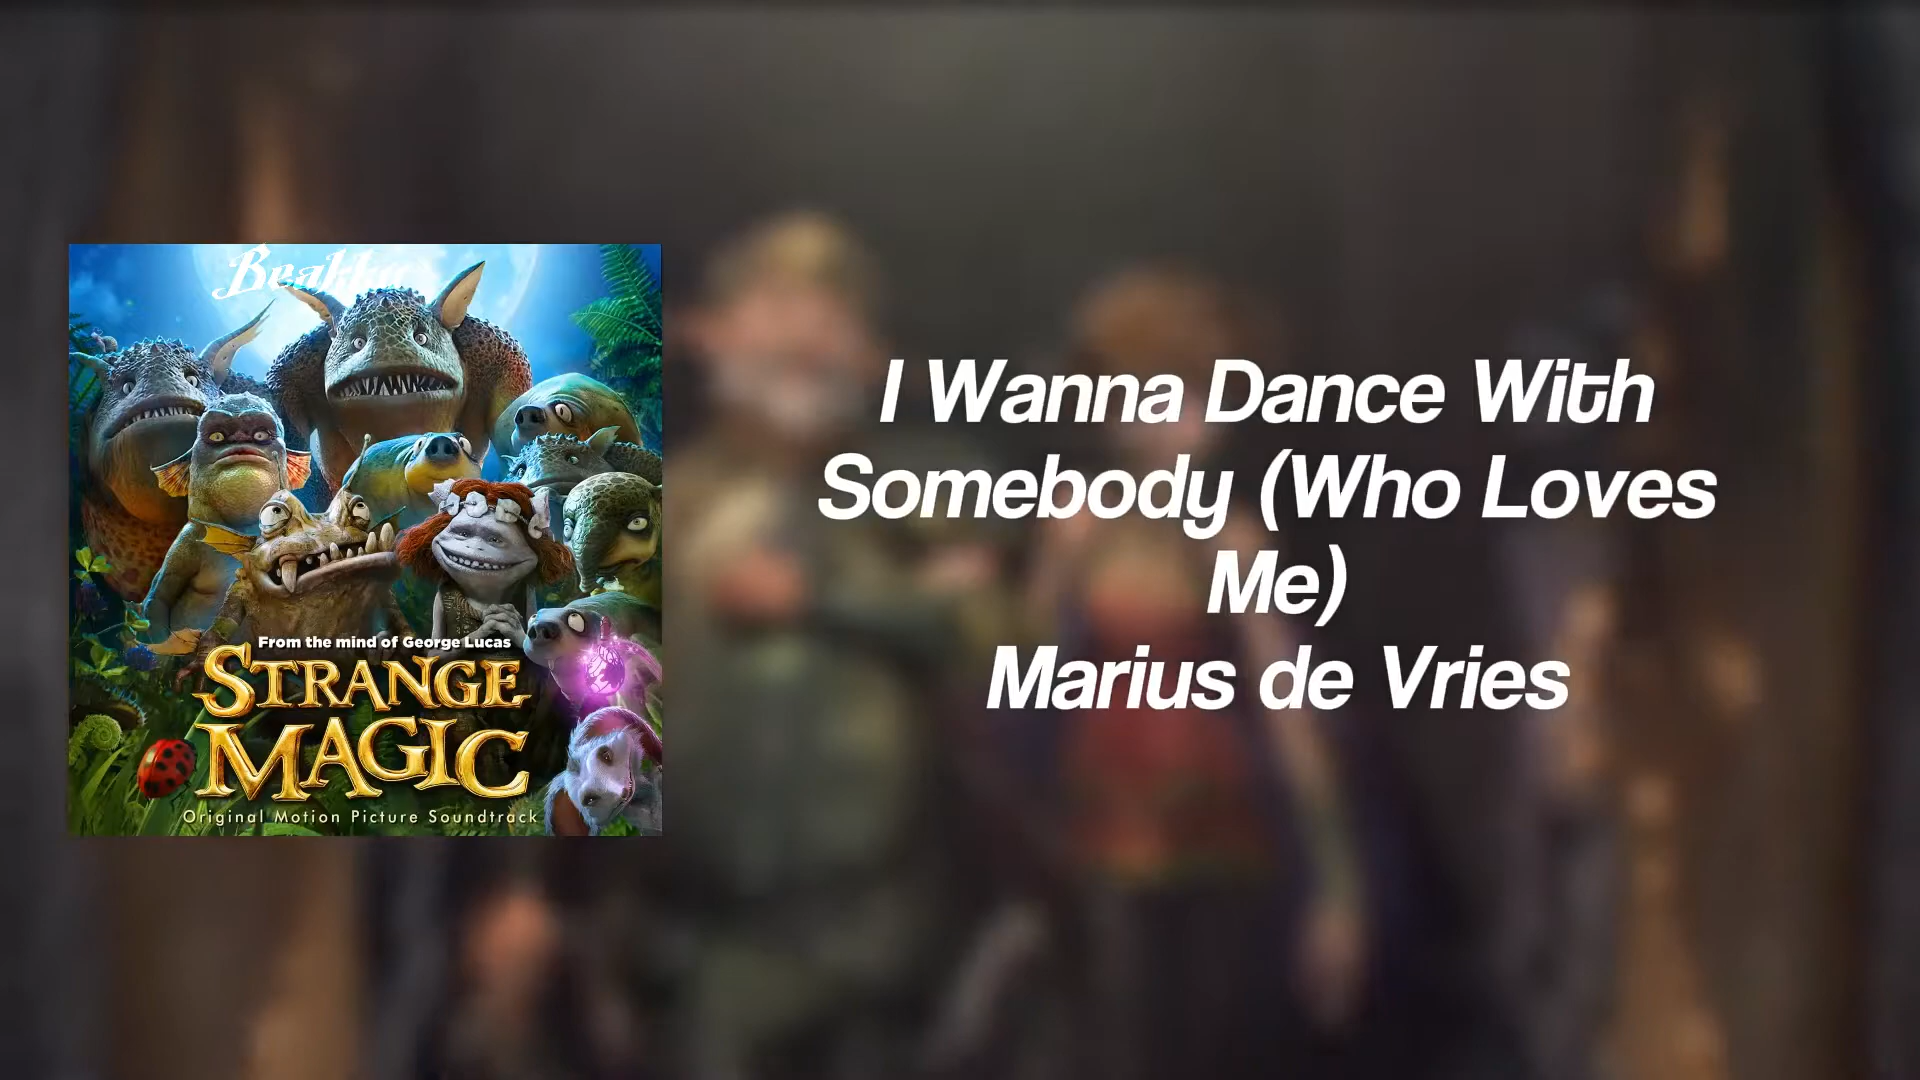 From the mind of George Lucas
STRANGE
MAGIC
Original Motion Picture Soundtrack
I Wanna Dance With
Somebody (Who Loves
Me)
Marius de Vries